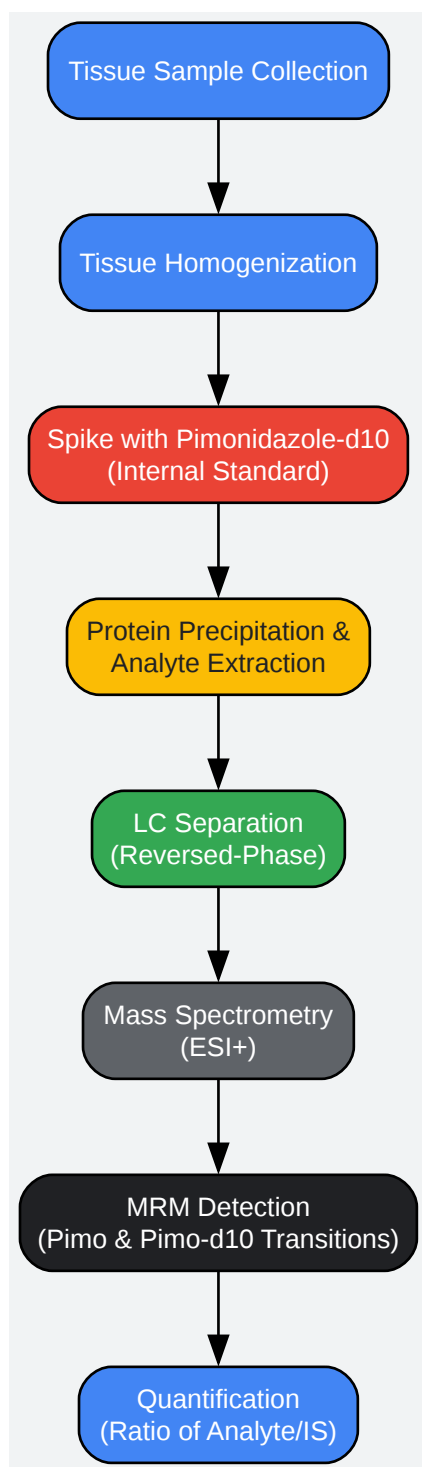 Tissue Sample Collection
Tissue Homogenization
Spike with Pimonidazole-d10
(Internal Standard)
Protein Precipitation &
Analyte Extraction
LC Separation
(Reversed-Phase)
Mass Spectrometry
(ESI+)
MRM Detection
(Pimo & Pimo-d10 Transitions)
Quantification
(Ratio of Analyte/IS)